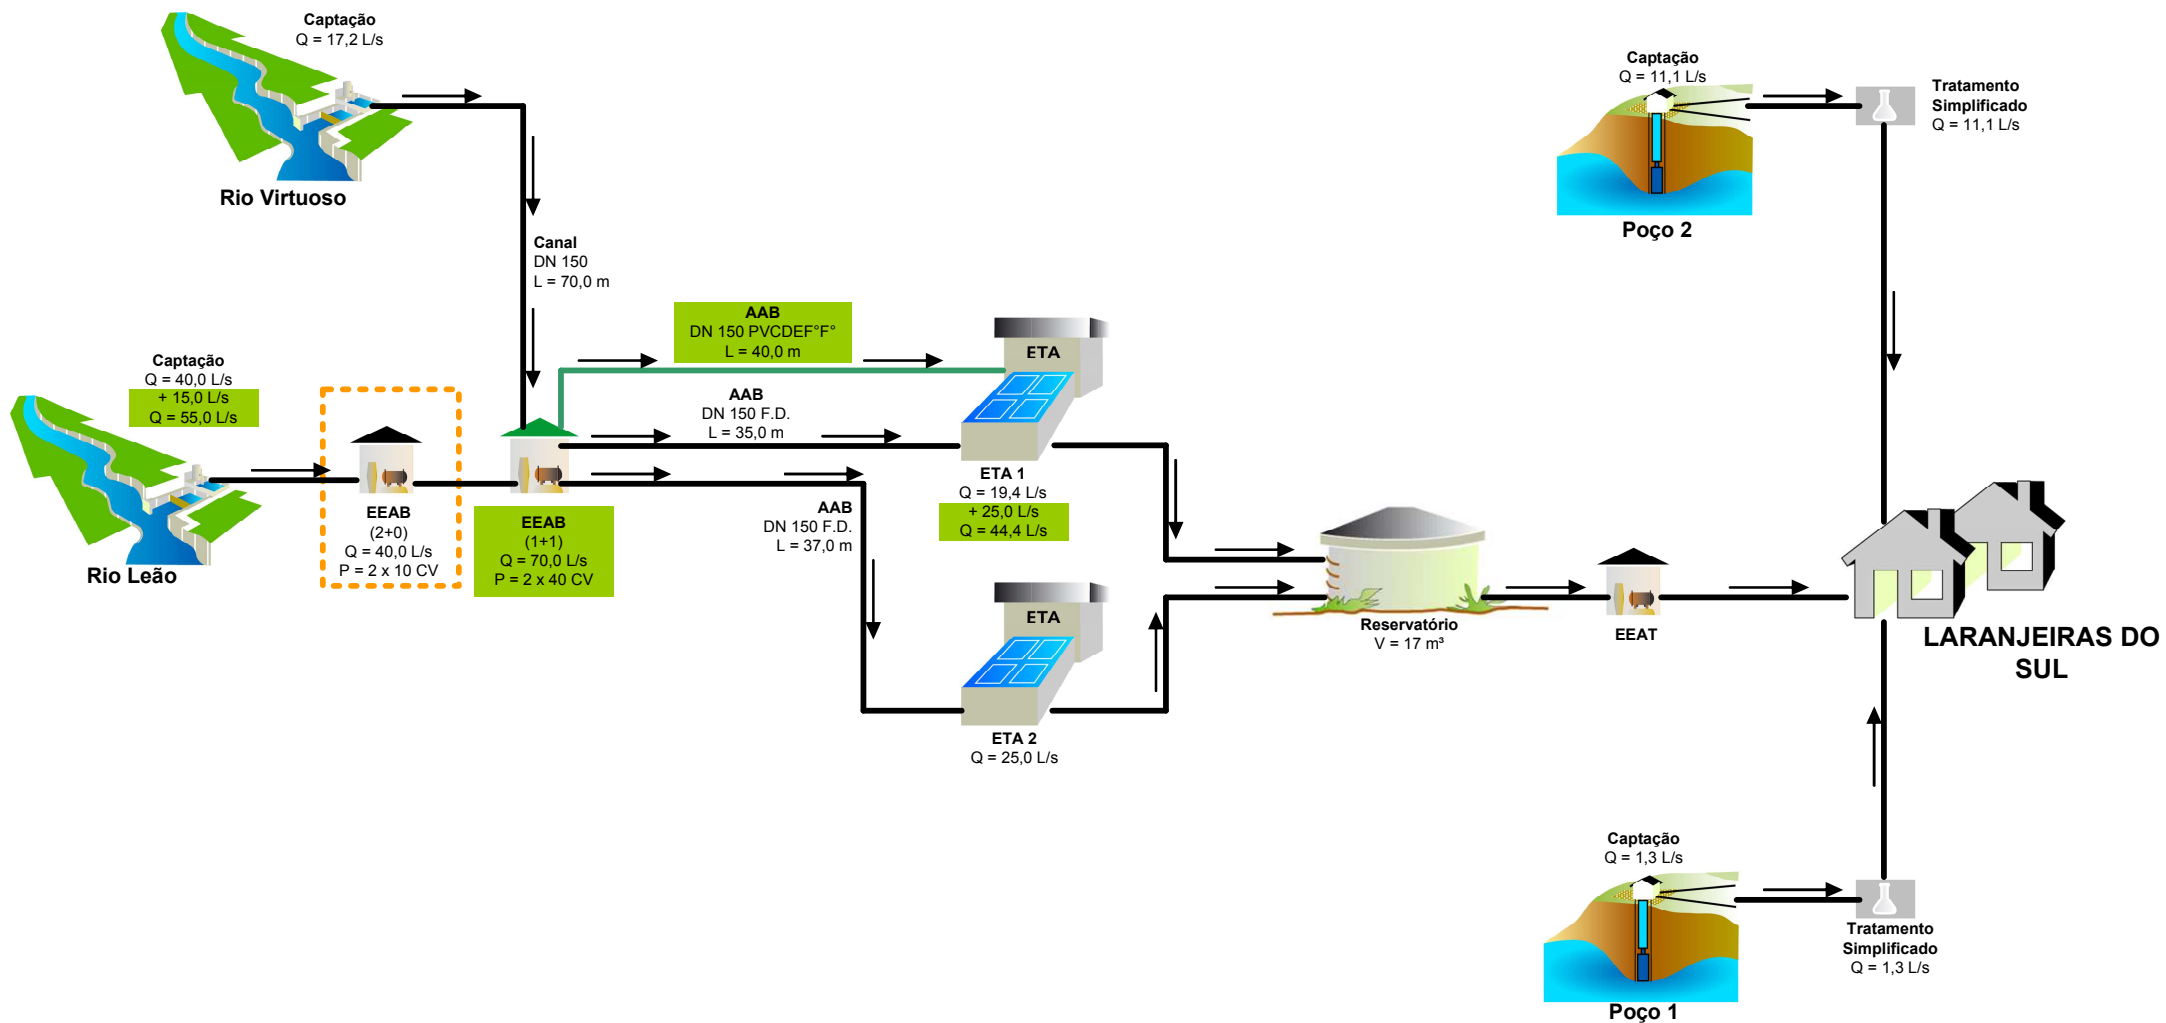 Captação
Q = 17,2 L/s
Rio Virtuoso
Canal
DN 150
L = 70,0 m
Captação
Q = 40,0 L/s
+ 15,0 L/s
Q = 55,0 L/s
Rio Leão
EEAB
(2+0)
Q = 40,0 L/s
P = 2 x 10 CV
EEAB
(1+1)
Q = 70,0 L/s
P = 2 x 40 CV
AAB
DN 150 PVCDEF°F°
L = 40,0 m
AAB
DN 150 F.D.
L = 35,0 m
AAB
DN 150 F.D.
L = 37,0 m
ETA
ETA 1
Q = 19,4 L/s
+ 25,0 L/s
Q = 44,4 L/s
ETA
ETA 2
Q = 25,0 L/s
Reservatório
V = 17 m³
EEAT
Captação
Q = 11,1 L/s
Poço 2
Tratamento
Simplificado
Q = 11,1 L/s
LARANJEIRAS DO
SUL
Captação
Q = 1,3 L/s
Poço 1
Tratamento
Simplificado
Q = 1,3 L/s